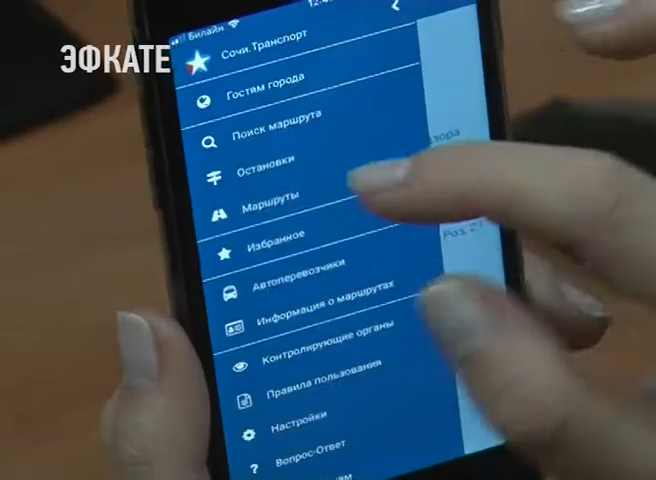 Билайн
ЭФКАТЕ
Сочи.Транспорт
Гостям города
Поиск маршрута
Остановки
Маршруты
Избранное
Автоперевозчики
Информация о маршрутах
Контролирующие органы
Правила пользования
Настройки
Вопрос-Ответ